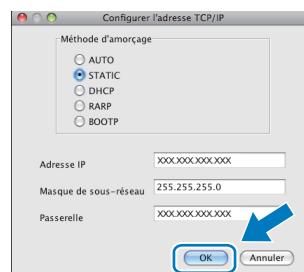 Configurer l'adresse TCP/IP
Méthode d'amorçage
AUTO
STATIC
DHCP
RARP
BOOTP
Adresse IP
XXX.XXX.XXX.XXX
Masque de sous-réseau
255.255.255.0
Passerelle
XXX.XXX.XXX.XXX
OK
Annuler